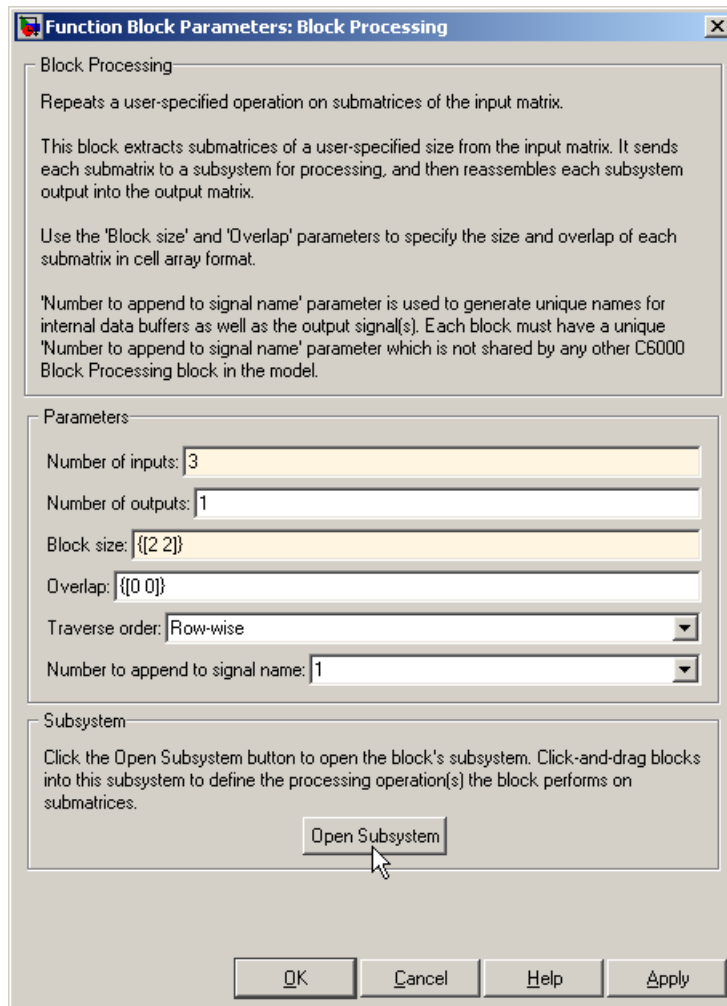 Function Block Parameters: Block Processing
Block Processing
Repeats a user-specified operation on submatrices of the input matrix.
This block extracts submatrices of a user-specified size from the input matrix. It sends
each submatrix to a subsystem for processing, and then reassembles each subsystem
output into the output matrix.
Use the 'Block size' and 'Overlap' parameters to specify the size and overlap of each
submatrix in cell array format.
'Number to append to signal name' parameter is used to generate unique names for
internal data buffers as well as the output signal(s). Each block must have a unique
'Number to append to signal name' parameter which is not shared by any other C6000
Block Processing block in the model.
Parameters
Number of inputs: 3
Number of outputs: 1
Block size: {[2 2]}
Overlap: {[0 0]}
Traverse order: Row-wise
Number to append to signal name: 1
Subsystem
Click the Open Subsystem button to open the block's subsystem. Click-and-drag blocks
into this subsystem to define the processing operation(s) the block performs on
submatrices.
Open Subsystem
OK Cancel Help Apply